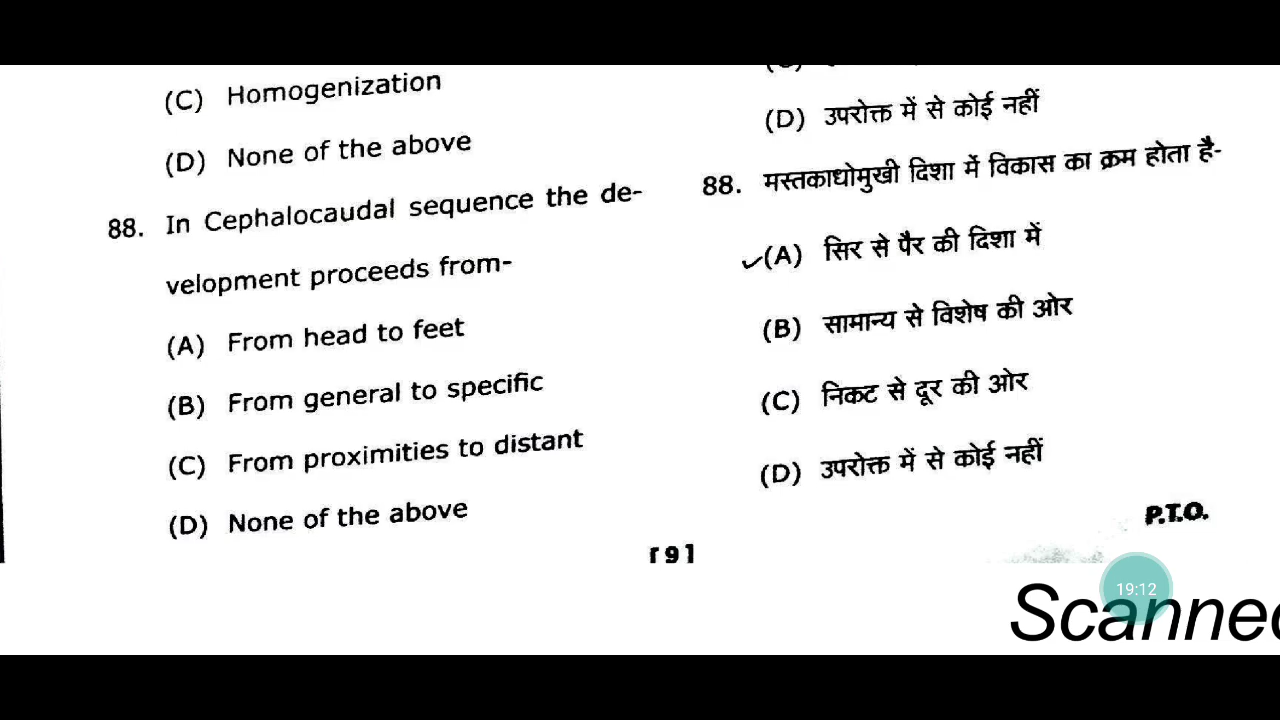 (C) Homogenization
(D) None of the above
88. In Cephalocaudal sequence the de-
velopment proceeds from-
(A) From head to feet
(B) From general to specific
(C) From proximities to distant
(D) None of the above
(D) उपरोक्त में से कोई नहीं
88. मस्तकाधोमुखी दिशा में विकास का क्रम होता है-
(A) सिर से पैर की दिशा में
(B) सामान्य से विशेष की ओर
(C) निकट से दूर की ओर
(D) उपरोक्त में से कोई नहीं
P.T.O.
[ 9 ]
19:12
Scanned